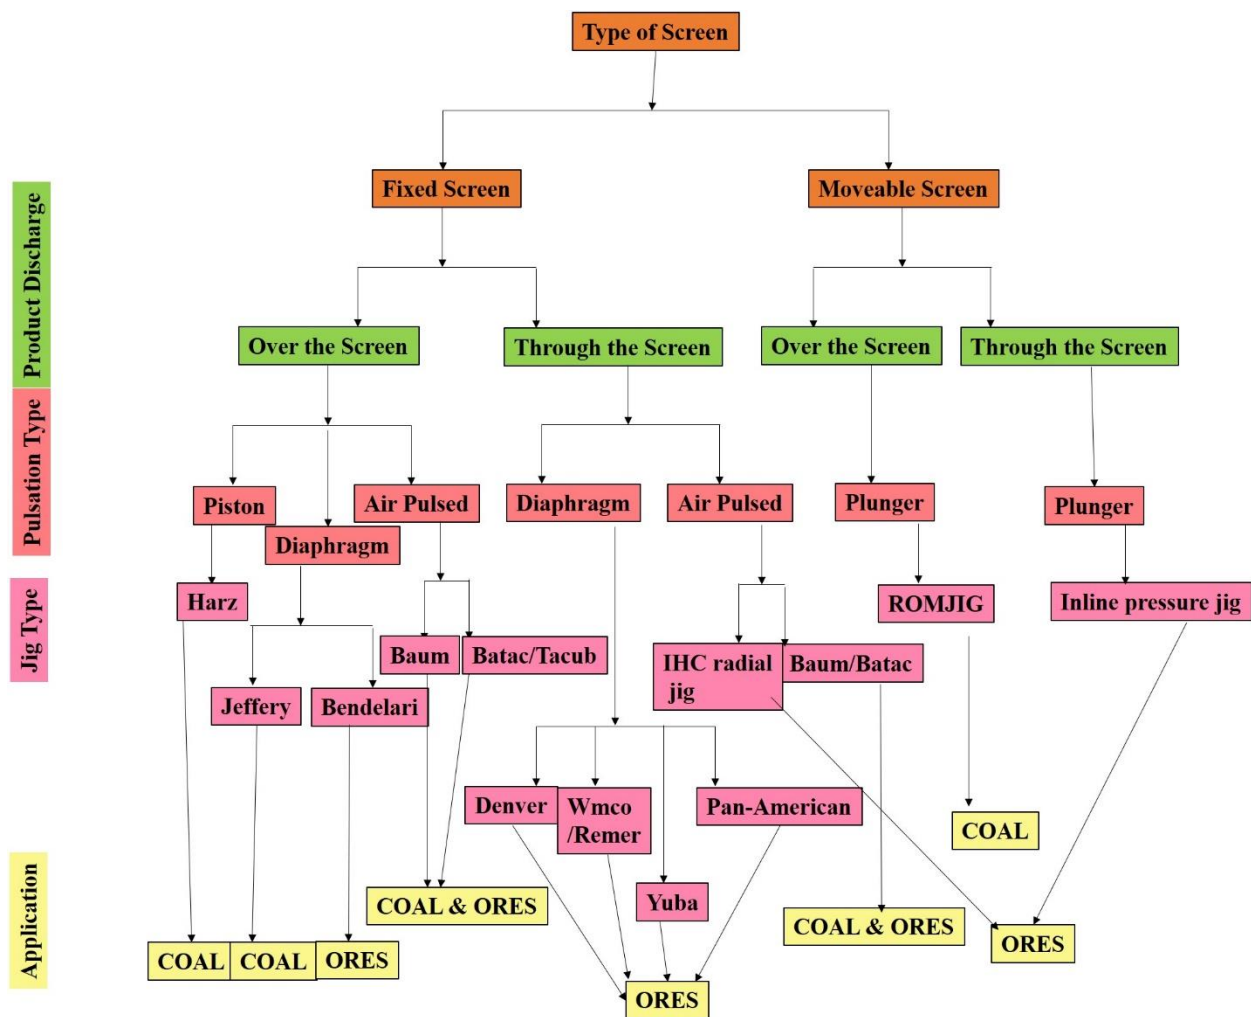 Type of Screen
Fixed Screen
Moveable Screen
Product Discharge
Over the Screen
Through the Screen
Over the Screen
Through the Screen
Pulsation Type
Piston
Diaphragm
Air Pulsed
Diaphragm
Air Pulsed
Plunger
Plunger
Jig Type
Harz
Jeffery
Bendelari
Baum
Batac/Tacub
Denver
Wmco
/Remer
Yuba
Pan-American
IHC radial
jig
Baum/Batac
ROMJIG
Inline pressure jig
Application
COAL
COAL
ORES
COAL & ORES
ORES
COAL & ORES
COAL
ORES